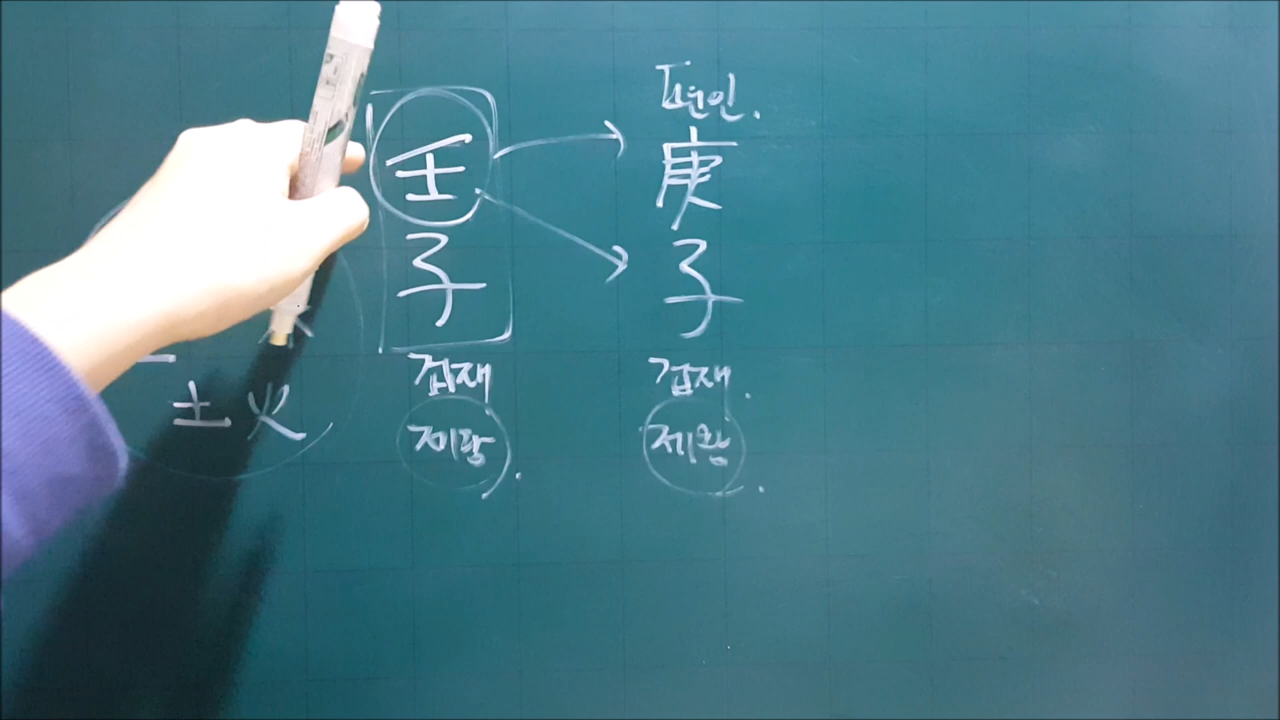 편인.
壬 庚
子 子
겁재 겁재.
土 火 제왕. 제왕.